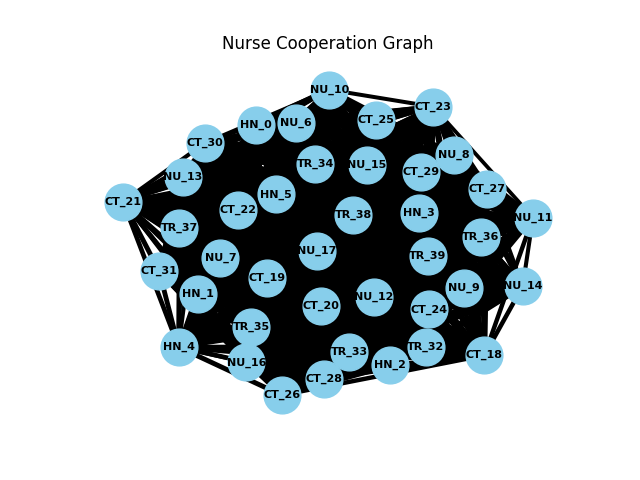 Nurse Cooperation Graph
NU_10
CT_23
CT_25
NU_6
HN_0
CT_30
NU_8
TR_34
NU_15
CT_29
NU_13
CT_27
HN_5
CT_21
CT_22
HN_3
TR_38
NU_11
TR_37
TR_36
NU_17
TR_39
NU_7
CT_31
CT_19
NU_14
NU_9
HN_1
NU_12
CT_20
CT_24
TR_35
TR_32
HN_4
TR_33
CT_18
NU_16
HN_2
CT_28
CT_26